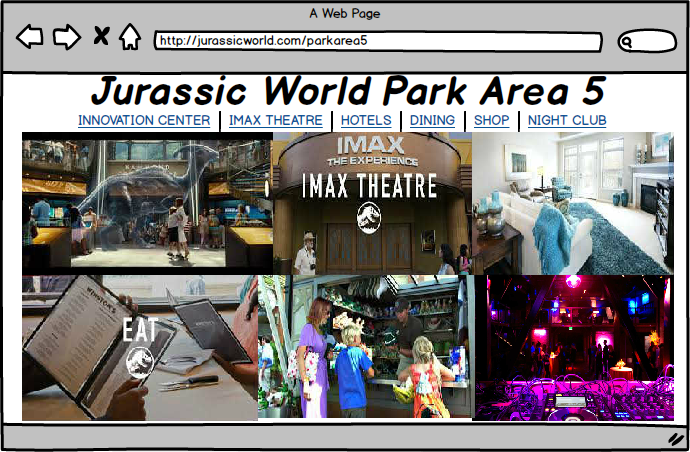 A Web Page
http://jurassicworld.com/parkarea5
Jurassic World Park Area 5
INNOVATION CENTER | IMAX THEATRE | HOTELS | DINING | SHOP | NIGHT CLUB
IMAX
THE EXPERIENCE
IMAX THEATRE
WINSTON'S
EAT